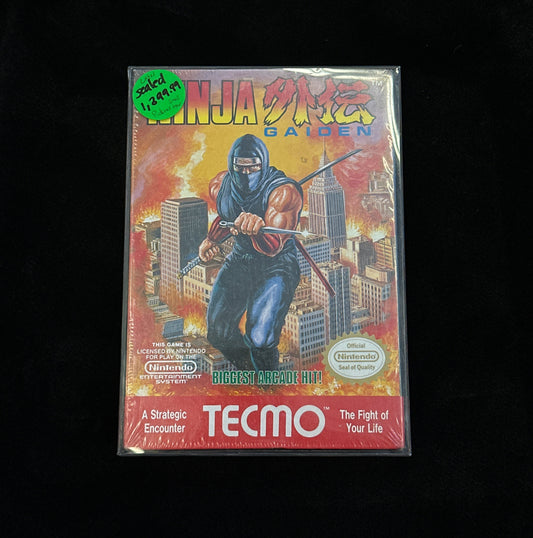 sealed
1,399.99
NINJA 外伝
GAIDEN
THIS GAME IS
LICENSED BY NINTENDO
FOR PLAY ON THE
Nintendo
ENTERTAINMENT
SYSTEM
BIGGEST ARCADE HIT!
Official
Nintendo
Seal of Quality
A Strategic
Encounter
TECMO™
The Fight of
Your Life